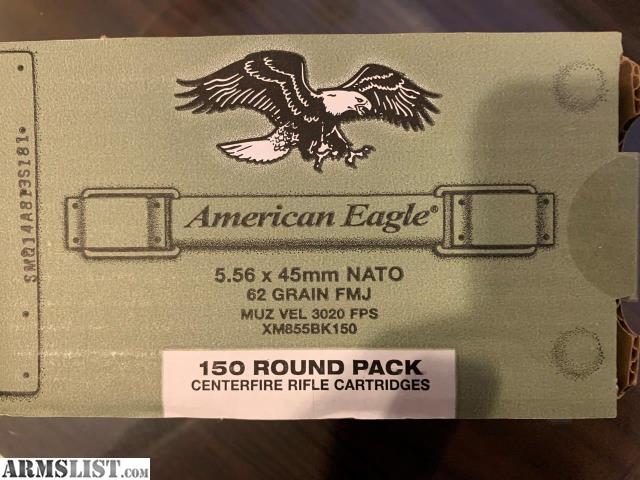 SMQ14A823S181
American Eagle®
5.56 x 45mm NATO
62 GRAIN FMJ
MUZ VEL 3020 FPS
XM855BK150
150 ROUND PACK
CENTERFIRE RIFLE CARTRIDGES
ARMSLIST.com